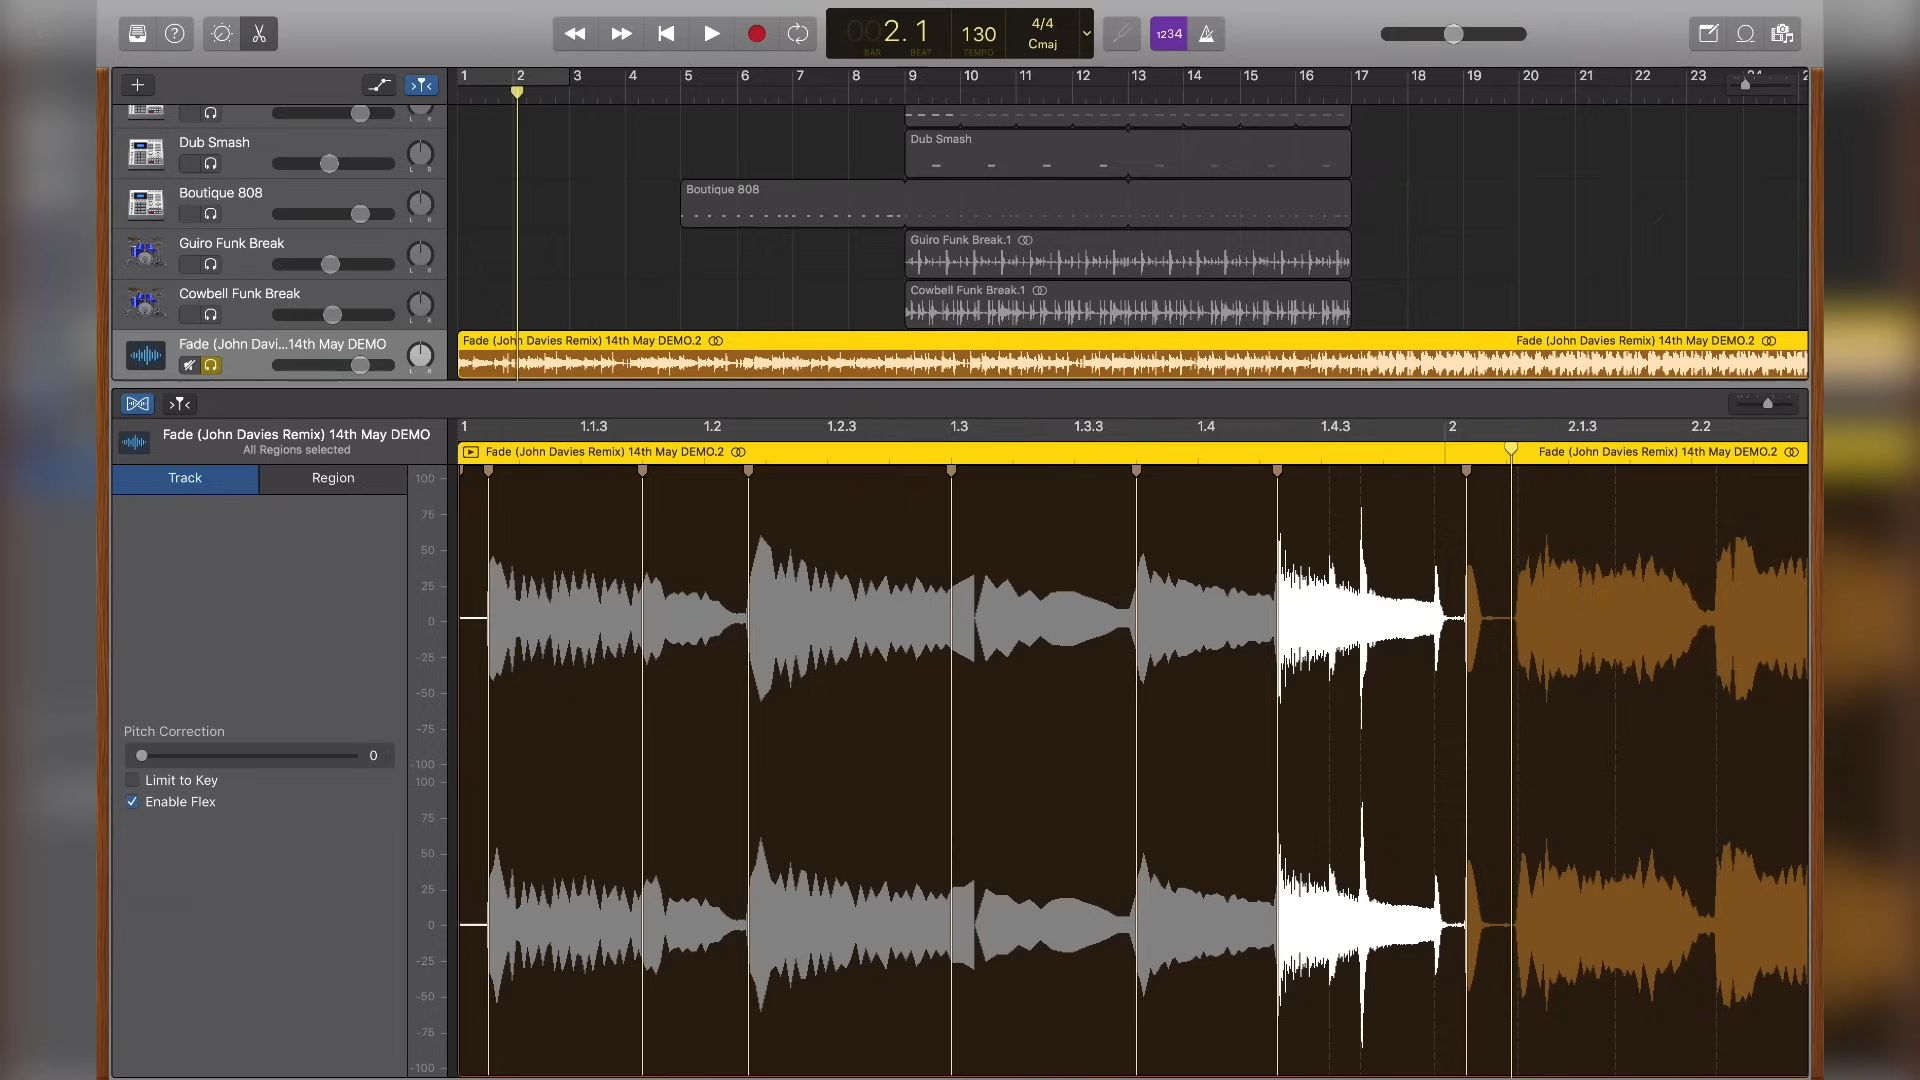 002. 1
BAR BEAT
130
TEMPO
4/4
Cmaj
1234
1 2 3 4 5 6 7 8 9 10 11 12 13 14 15 16 17 18 19 20 21 22 23 24
L R
Dub Smash
L R
Boutique 808
L R
Guiro Funk Break
L R
Cowbell Funk Break
L R
Fade (John Davi...14th May DEMO
L R
Dub Smash
Boutique 808
Guiro Funk Break.1
Cowbell Funk Break.1
Fade (John Davies Remix) 14th May DEMO.2
Fade (John Davies Remix) 14th May DEMO.2
Fade (John Davies Remix) 14th May DEMO
All Regions selected
Track Region
1 1.1.3 1.2 1.2.3 1.3 1.3.3 1.4 1.4.3 2 2.1.3 2.2
Fade (John Davies Remix) 14th May DEMO.2
Fade (John Davies Remix) 14th May DEMO.2
100
75
50
25
0
-25
-50
-75
-100
100
75
50
25
0
-25
-50
-75
-100
Pitch Correction
0
Limit to Key
Enable Flex